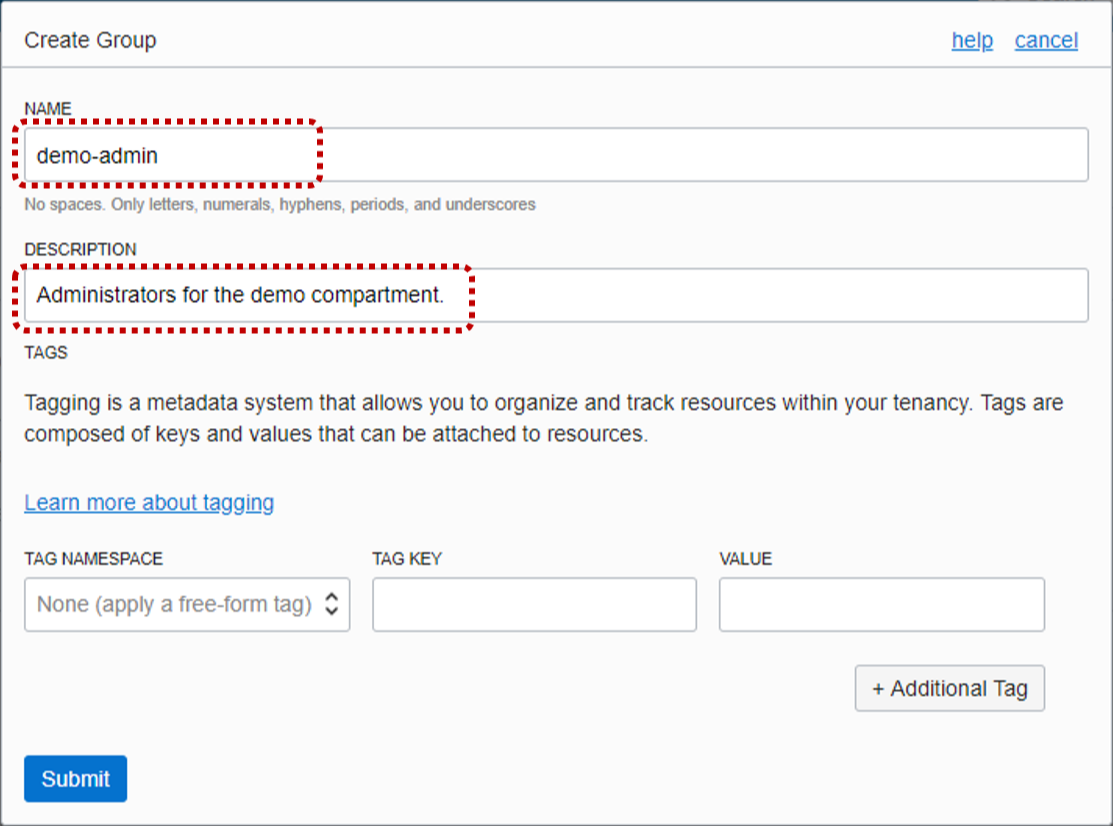 Create Group
help cancel
NAME
demo-admin
No spaces. Only letters, numerals, hyphens, periods, and underscores
DESCRIPTION
Administrators for the demo compartment.
TAGS
Tagging is a metadata system that allows you to organize and track resources within your tenancy. Tags are
composed of keys and values that can be attached to resources.
Learn more about tagging
TAG NAMESPACE TAG KEY VALUE
None (apply a free-form tag)
+ Additional Tag
Submit